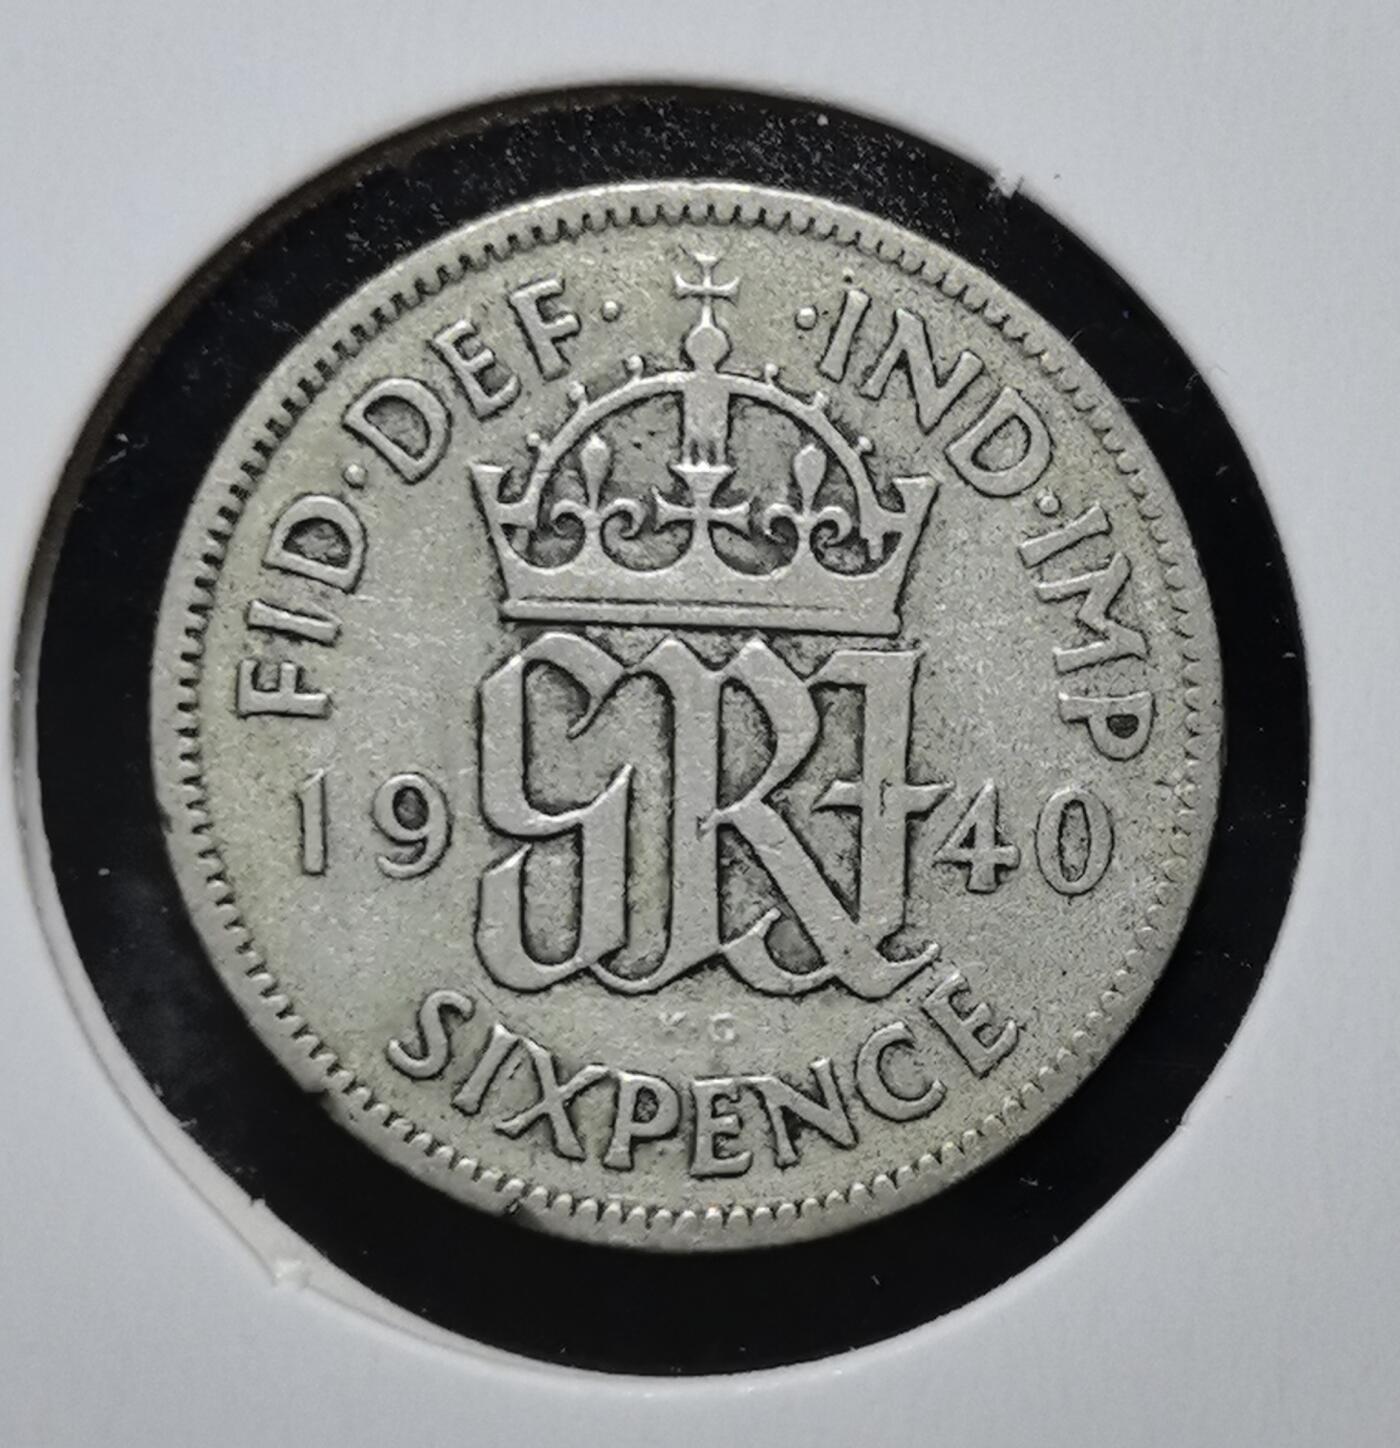 FID·DEF· ·IND·IMP
GRI
19 40
K G
SIXPENCE